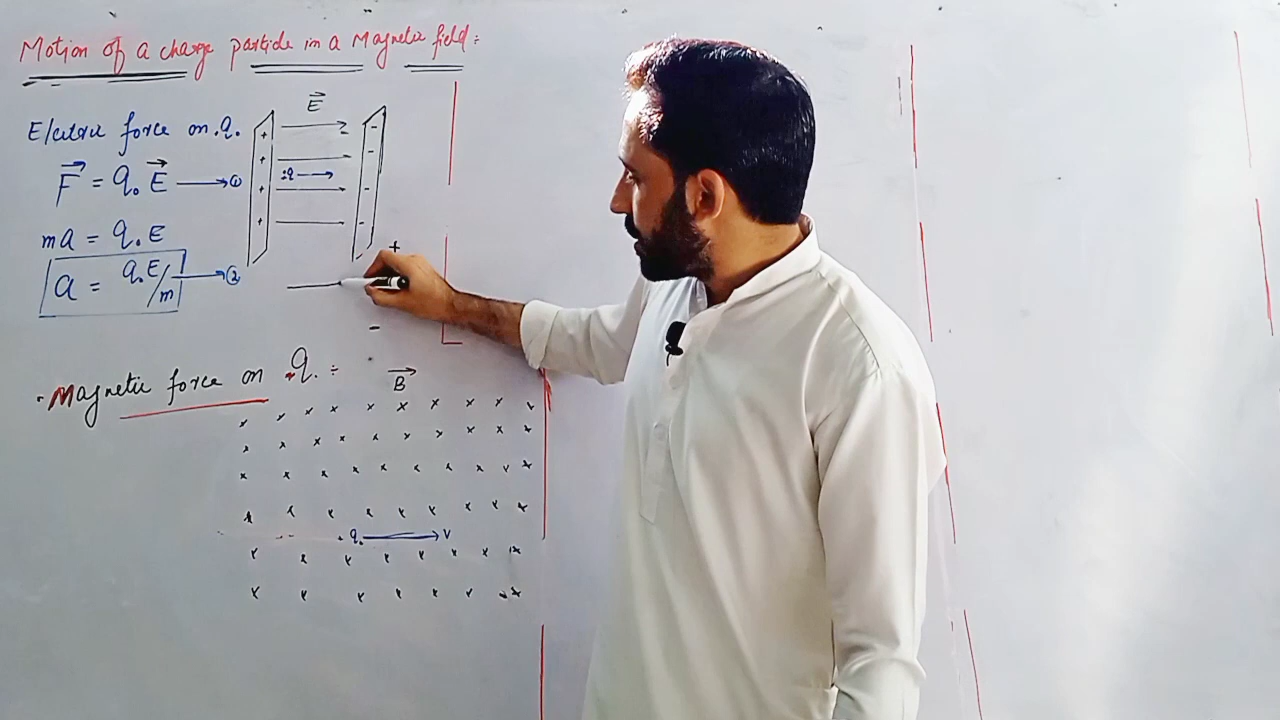 Motion of a charge particle in a Magnetic field:
Electric force on .q.
F = q. E → ①
E
+ -
+ -
q →
+ -
+ -
ma = q. E
a = q. E/m → ②
+
-
Magnetic force on q. :
B
x x x x x x x x x x
x x x x x x x x x
x x x x x x x x v x
x x x x x x x x x
q. → v
x x x x x x x x
x x x x x x x